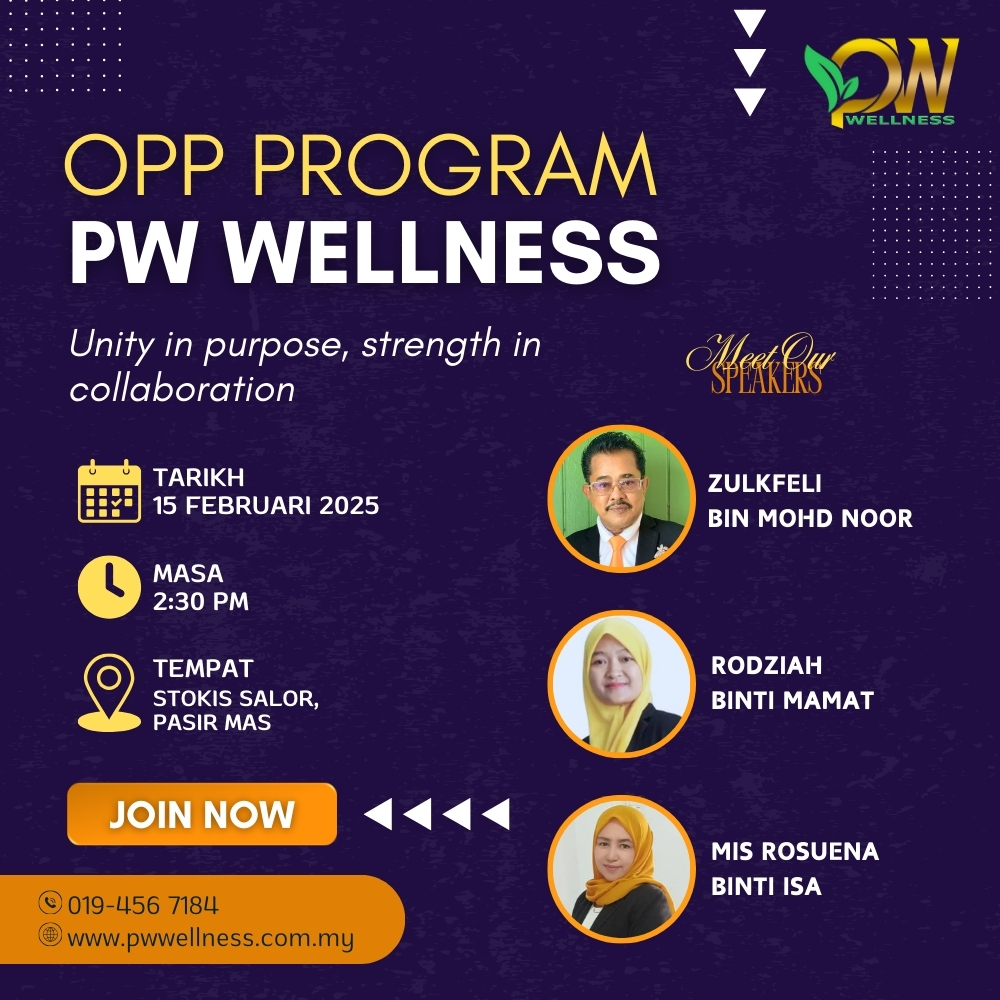 PW
WELLNESS
OPP PROGRAM
PW WELLNESS
Unity in purpose, strength in
collaboration
Meet Our
SPEAKERS
TARIKH
15 FEBRUARI 2025
MASA
2:30 PM
TEMPAT
STOKIS SALOR,
PASIR MAS
ZULKFELI
BIN MOHD NOOR
RODZIAH
BINTI MAMAT
MIS ROSUENA
BINTI ISA
JOIN NOW
019-456 7184
www.pwwellness.com.my